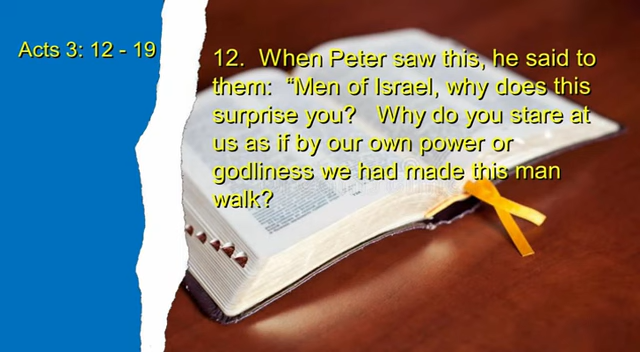 Acts 3: 12 - 19
12.  When Peter saw this, he said to
them:  “Men of Israel, why does this
surprise you?   Why do you stare at
us as if by our own power or
godliness we had made this man
walk?